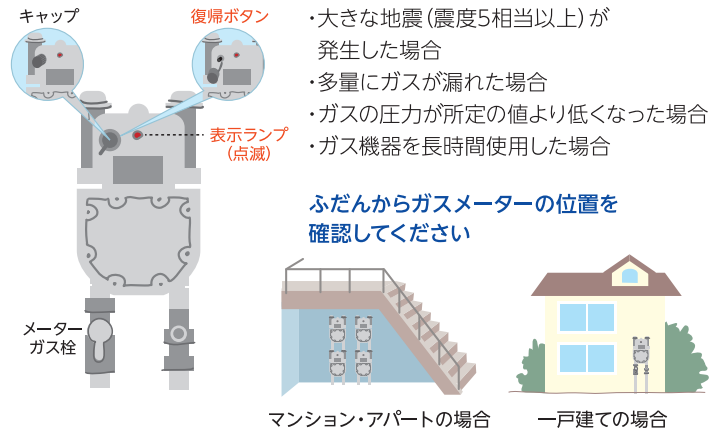 キャップ
復帰ボタン
表示ランプ
(点滅)
メーター
ガス栓
・大きな地震(震度5相当以上)が
発生した場合
・多量にガスが漏れた場合
・ガスの圧力が所定の値より低くなった場合
・ガス機器を長時間使用した場合
ふだんからガスメーターの位置を
確認してください
マンション・アパートの場合
一戸建ての場合